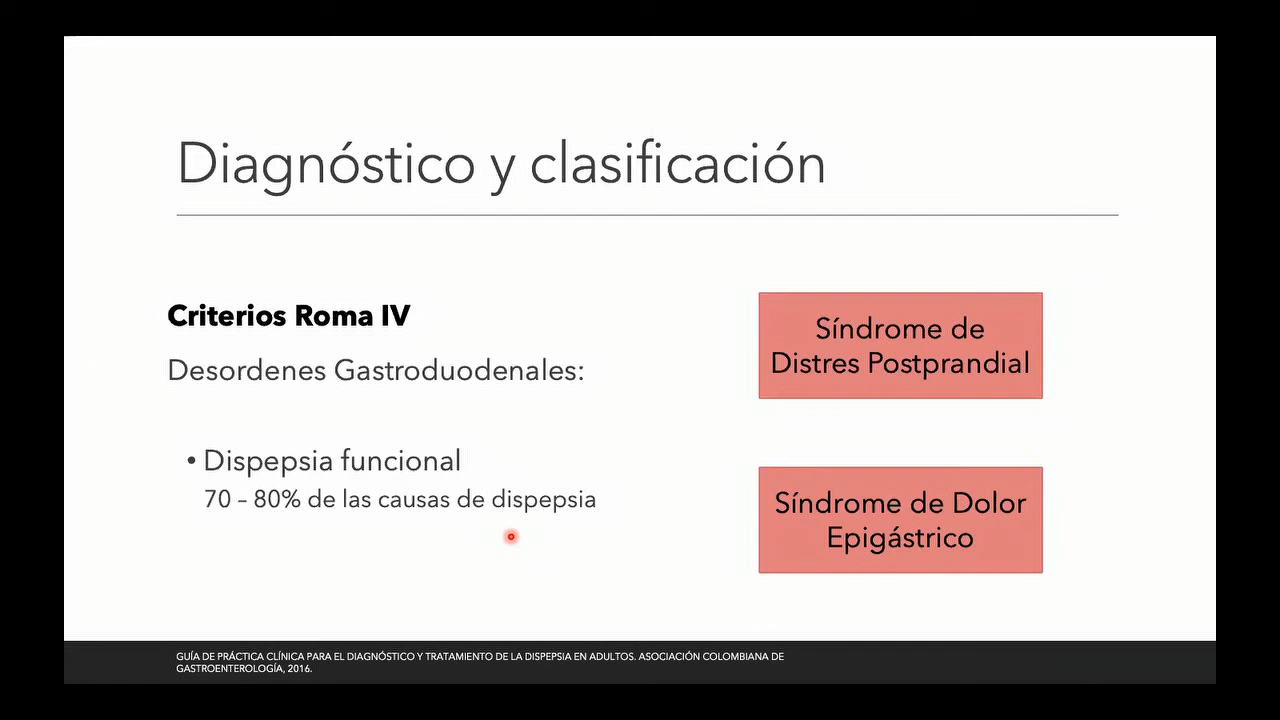 Diagnóstico y clasificación
Criterios Roma IV
Desordenes Gastroduodenales:
• Dispepsia funcional
70 – 80% de las causas de dispepsia
Síndrome de
Distres Postprandial
Síndrome de Dolor
Epigástrico
GUÍA DE PRÁCTICA CLÍNICA PARA EL DIAGNÓSTICO Y TRATAMIENTO DE LA DISPEPSIA EN ADULTOS. ASOCIACIÓN COLOMBIANA DE
GASTROENTEROLOGÍA, 2016.